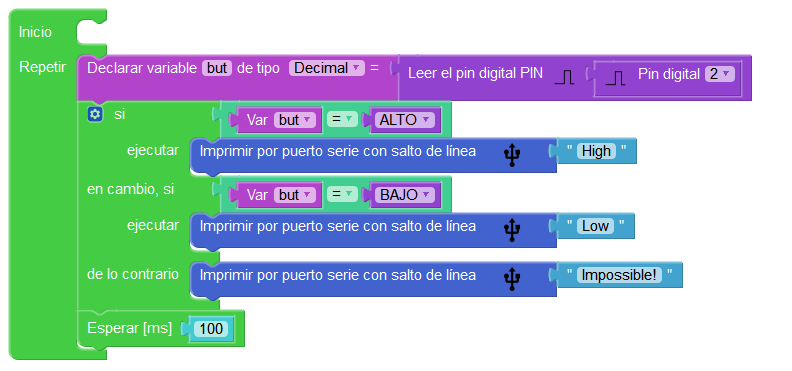 Inicio
Repetir Declarar variable but de tipo Decimal = Leer el pin digital PIN Pin digital 2
si Var but = ALTO
ejecutar Imprimir por puerto serie con salto de línea " High "
en cambio, si Var but = BAJO
ejecutar Imprimir por puerto serie con salto de línea " Low "
de lo contrario Imprimir por puerto serie con salto de línea " Impossible! "
Esperar [ms] 100